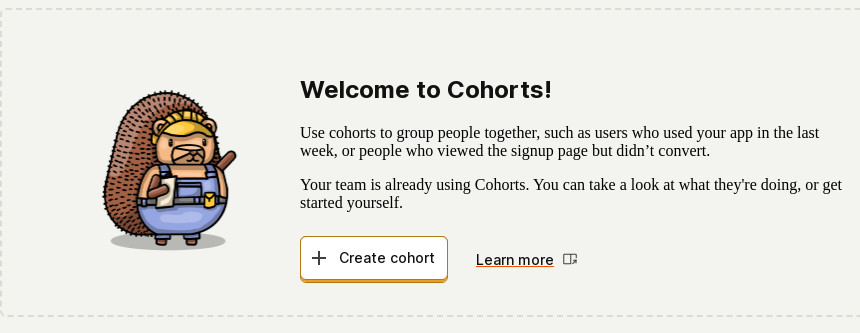 Welcome to Cohorts!
Use cohorts to group people together, such as users who used your app in the last
week, or people who viewed the signup page but didn’t convert.
Your team is already using Cohorts. You can take a look at what they're doing, or get
started yourself.
Create cohort
Learn more